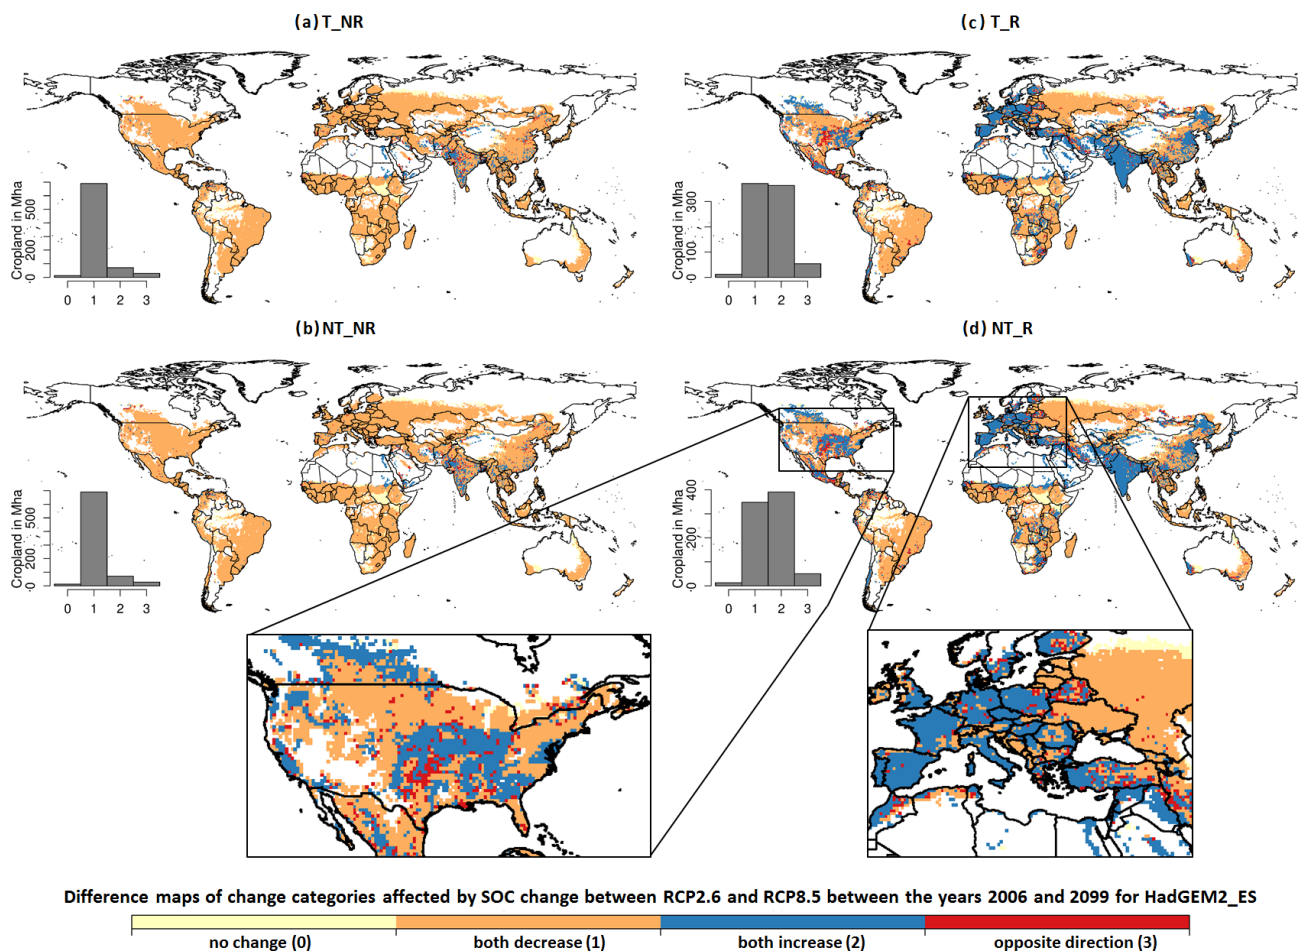 (a) T_NR
(c) T_R
Cropland in Mha
0
200
500
0 1 2 3
Cropland in Mha
0
100
300
0 1 2 3
(b) NT_NR
(d) NT_R
Cropland in Mha
0
200
500
0 1 2 3
Cropland in Mha
0
200
400
0 1 2 3
Difference maps of change categories affected by SOC change between RCP2.6 and RCP8.5 between the years 2006 and 2099 for HadGEM2_ES
no change (0) both decrease (1) both increase (2) opposite direction (3)